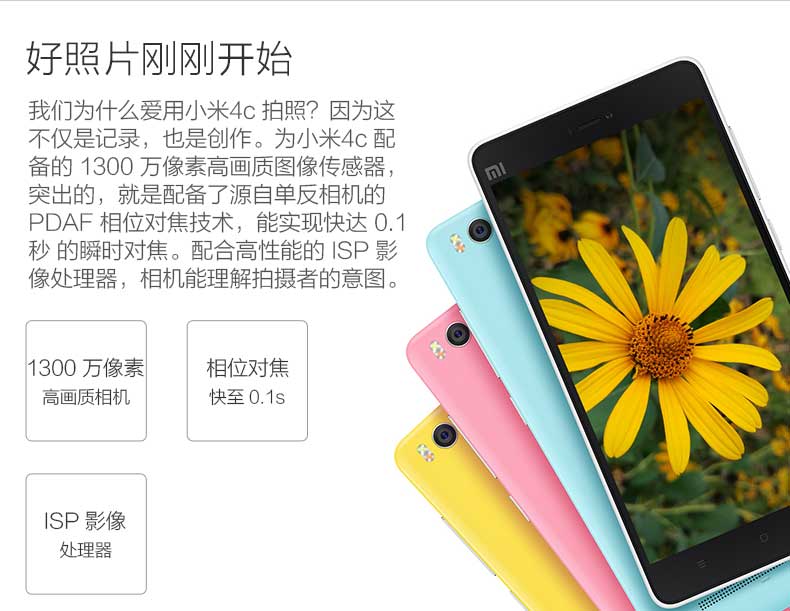 好照片刚刚开始
我们为什么爱用小米4c 拍照？因为这
不仅是记录，也是创作。为小米4c 配
备的 1300 万像素高画质图像传感器，
突出的，就是配备了源自单反相机的
PDAF 相位对焦技术，能实现快达 0.1
秒 的瞬时对焦。配合高性能的 ISP 影
像处理器，相机能理解拍摄者的意图。
1300 万像素
高画质相机
相位对焦
快至 0.1s
ISP 影像
处理器
mi